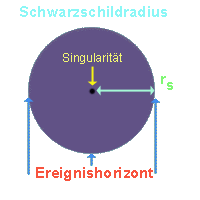 Schwarzschildradius
Singularität
rs
Ereignishorizont